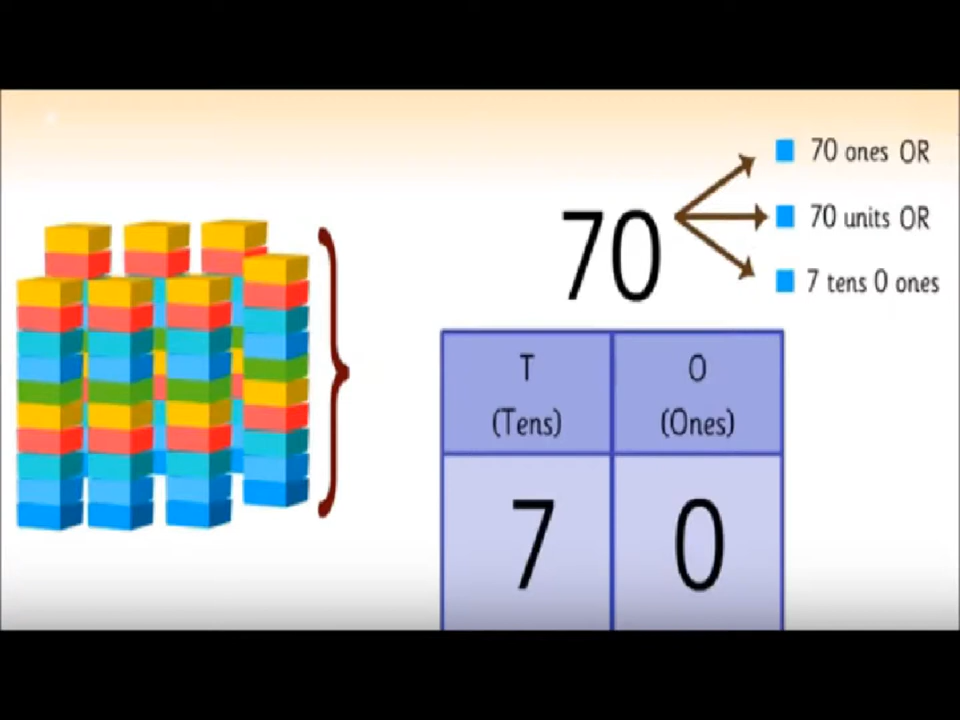 70 ones OR
70
70 units OR
7 tens 0 ones
T O
(Tens) (Ones)
7 0